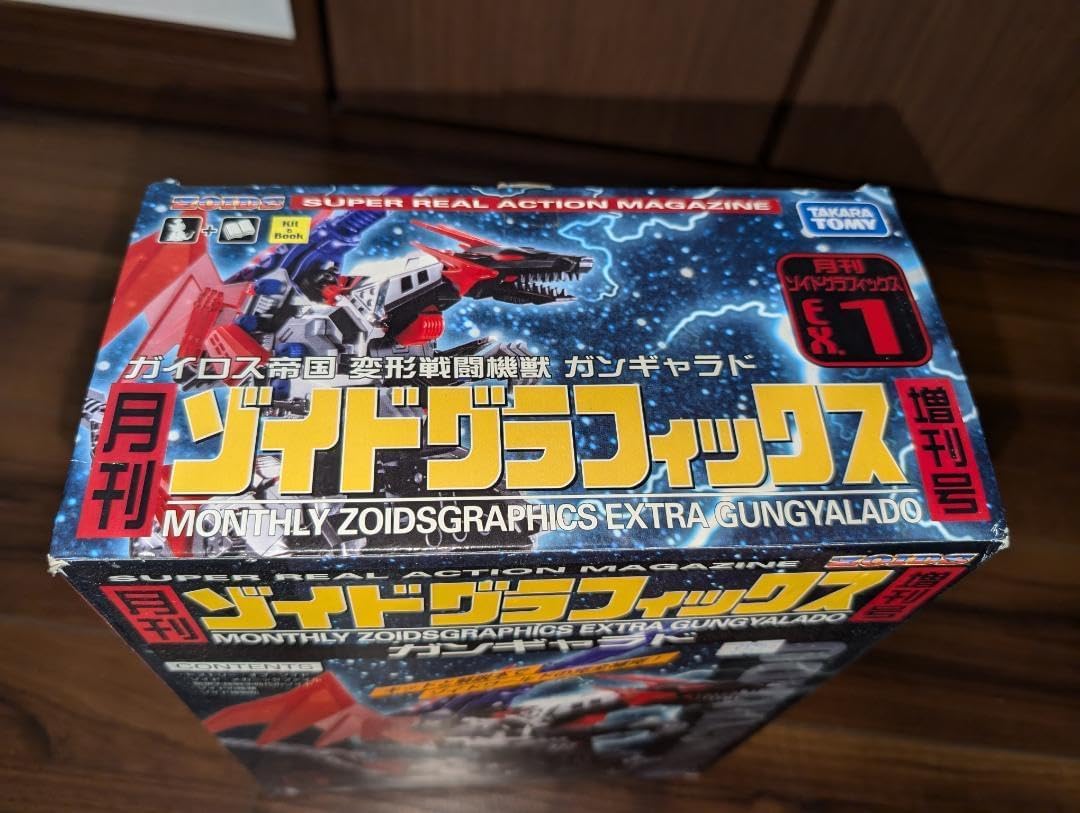 ZOIDS SUPER REAL ACTION MAGAZINE
+ Kit & Book
TAKARA TOMY
月刊
ゾイドグラフィックス
EX. 1
ガイロス帝国 変形戦闘機獣 ガンギャラド
月刊 ゾイドグラフィックス 増刊号
MONTHLY ZOIDSGRAPHICS EXTRA GUNGYALADO
SUPER REAL ACTION MAGAZINE ZOIDS
月刊 ゾイドグラフィックス 増刊号
MONTHLY ZOIDSGRAPHICS EXTRA GUNGYALADO
ガンギャラド
CONTENTS